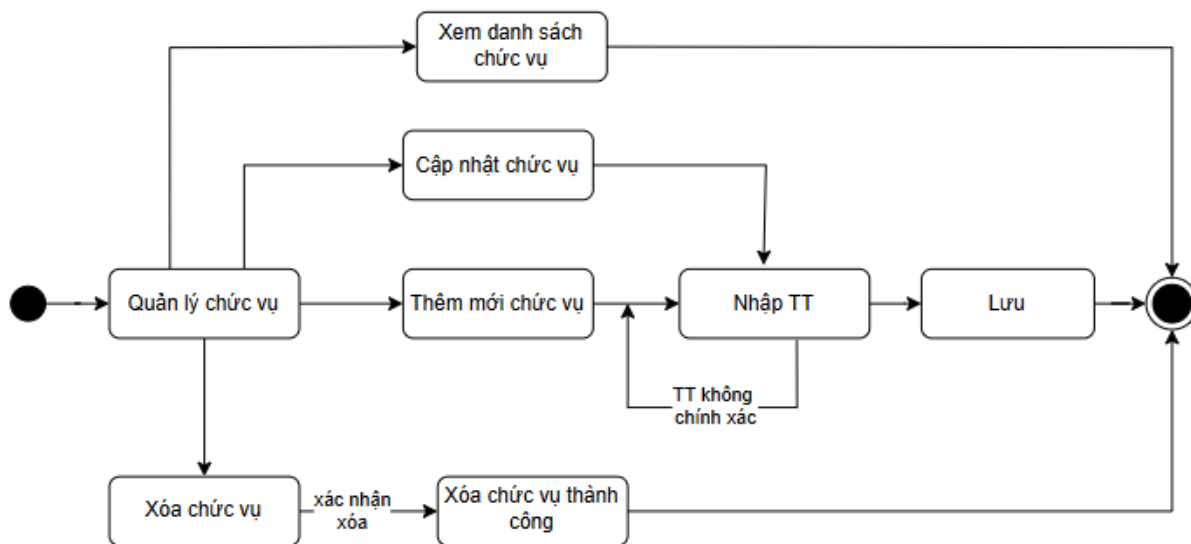 Xem danh sách
chức vụ
Cập nhật chức vụ
Quản lý chức vụ
Thêm mới chức vụ
Nhập TT
Lưu
TT không
chính xác
Xóa chức vụ
xác nhận
xóa
Xóa chức vụ thành
công